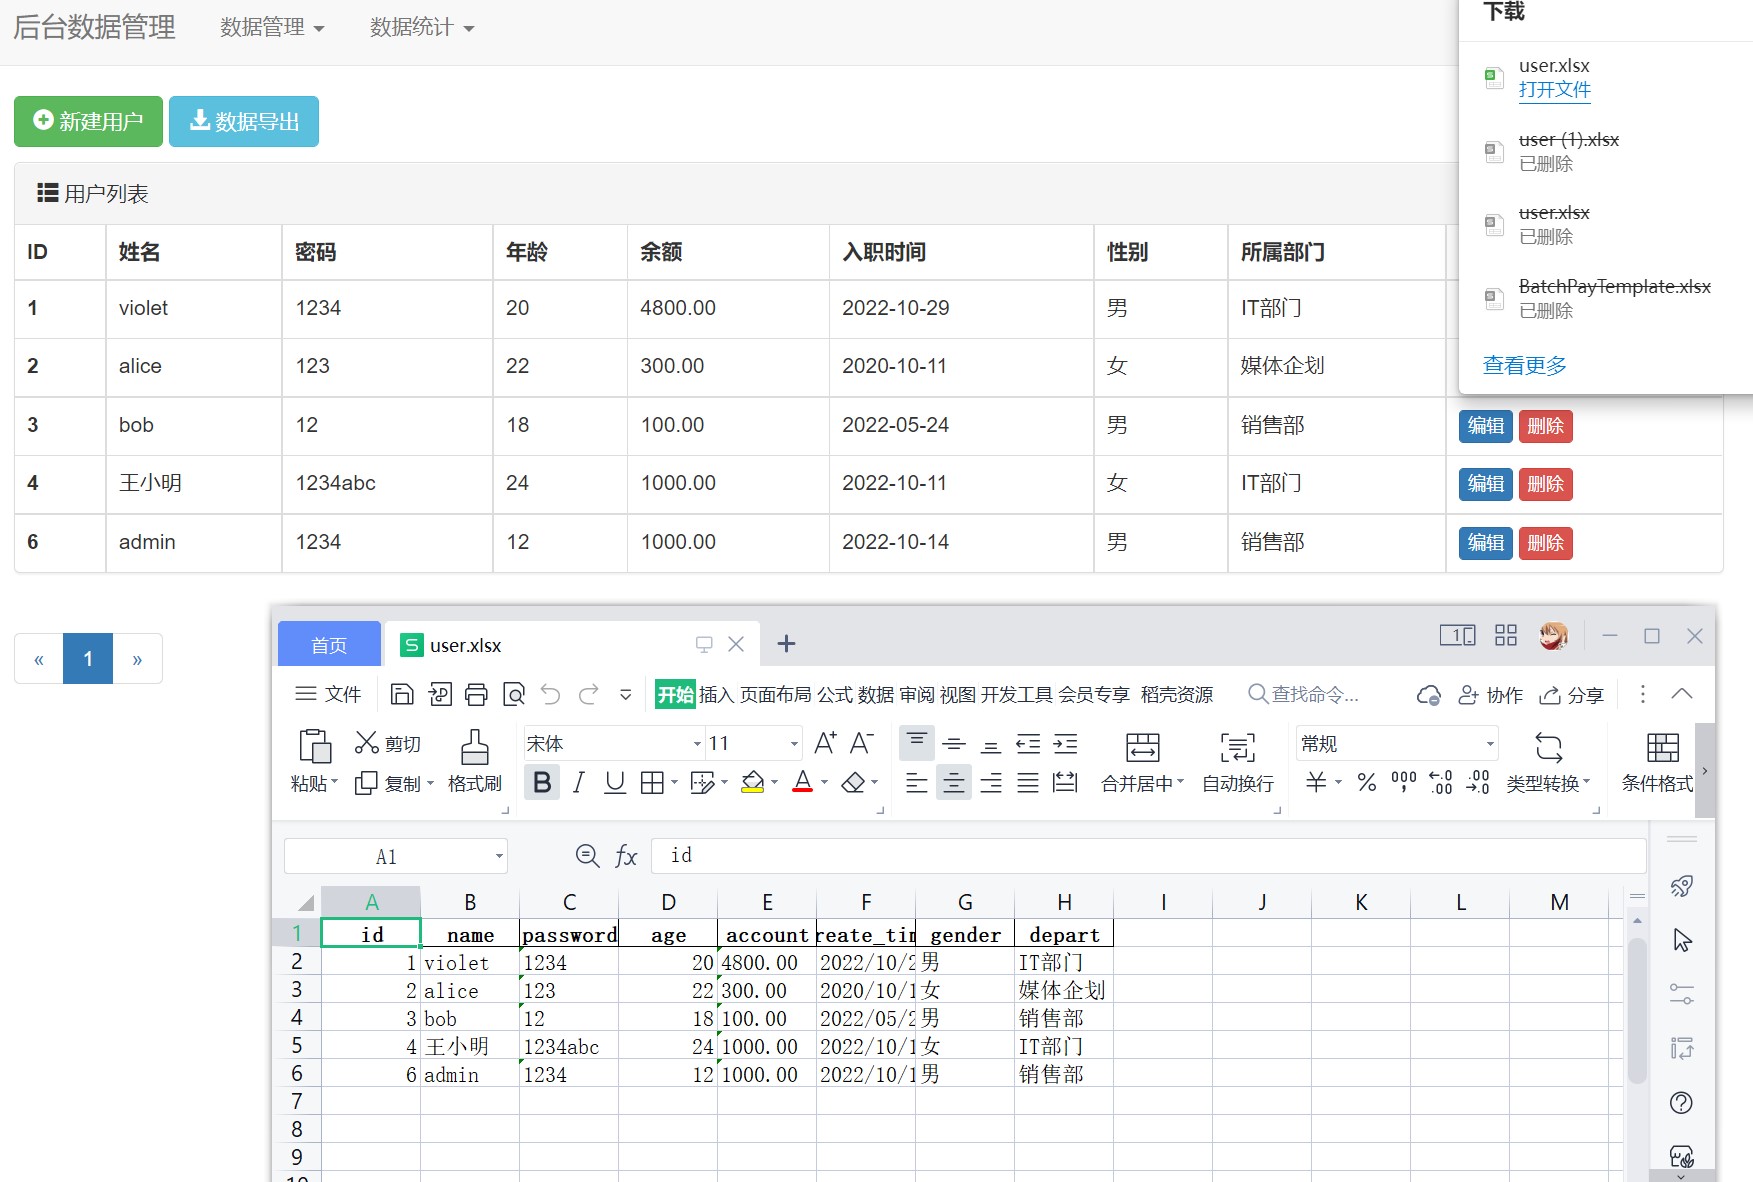 后台数据管理 数据管理 数据统计
下载
user.xlsx
打开文件
user (1).xlsx
已删除
user.xlsx
已删除
BatchPayTemplate.xlsx
已删除
查看更多
新建用户 数据导出
用户列表
ID 姓名 密码 年龄 余额 入职时间 性别 所属部门
1 violet 1234 20 4800.00 2022-10-29 男 IT部门
2 alice 123 22 300.00 2020-10-11 女 媒体企划
3 bob 12 18 100.00 2022-05-24 男 销售部 编辑 删除
4 王小明 1234abc 24 1000.00 2022-10-11 女 IT部门 编辑 删除
6 admin 1234 12 1000.00 2022-10-14 男 销售部 编辑 删除
« 1 »
首页 user.xlsx
文件 开始 插入 页面布局 公式 数据 审阅 视图 开发工具 会员专享 稻壳资源 查找命令... 协作 分享
剪切 宋体 11 常规
粘贴 复制 格式刷 B I U A 合并居中 自动换行 ¥ % 类型转换 条件格式
A1 fx id
A B C D E F G H I J K L M
1 id name password age account reate_tin gender depart
2 1 violet 1234 20 4800.00 2022/10/2 男 IT部门
3 2 alice 123 22 300.00 2020/10/1 女 媒体企划
4 3 bob 12 18 100.00 2022/05/2 男 销售部
5 4 王小明 1234abc 24 1000.00 2022/10/1 女 IT部门
6 6 admin 1234 12 1000.00 2022/10/1 男 销售部
7
8
9
10